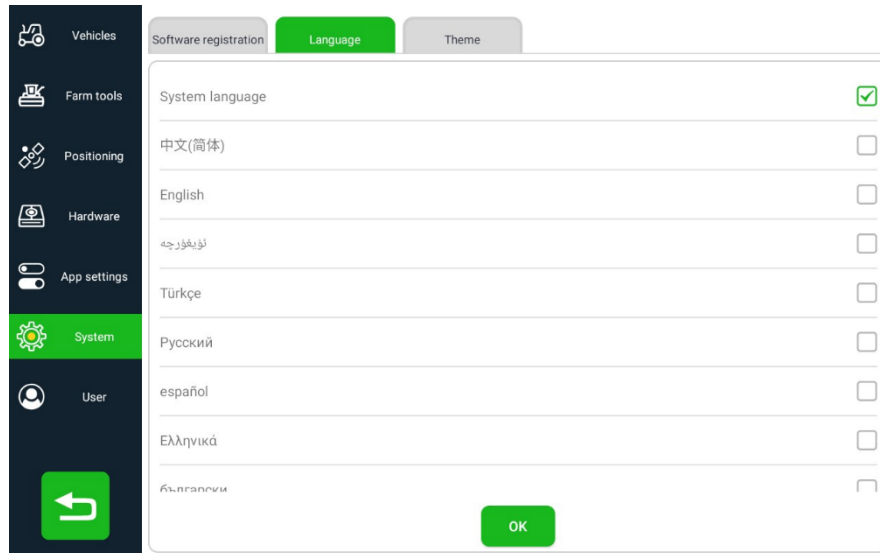 Vehicles
Farm tools
Positioning
Hardware
App settings
System
User
Software registration
Language
Theme
System language
中文(简体)
English
ئۇيغۇرچە
Türkçe
Русский
español
Ελληνικά
български
OK